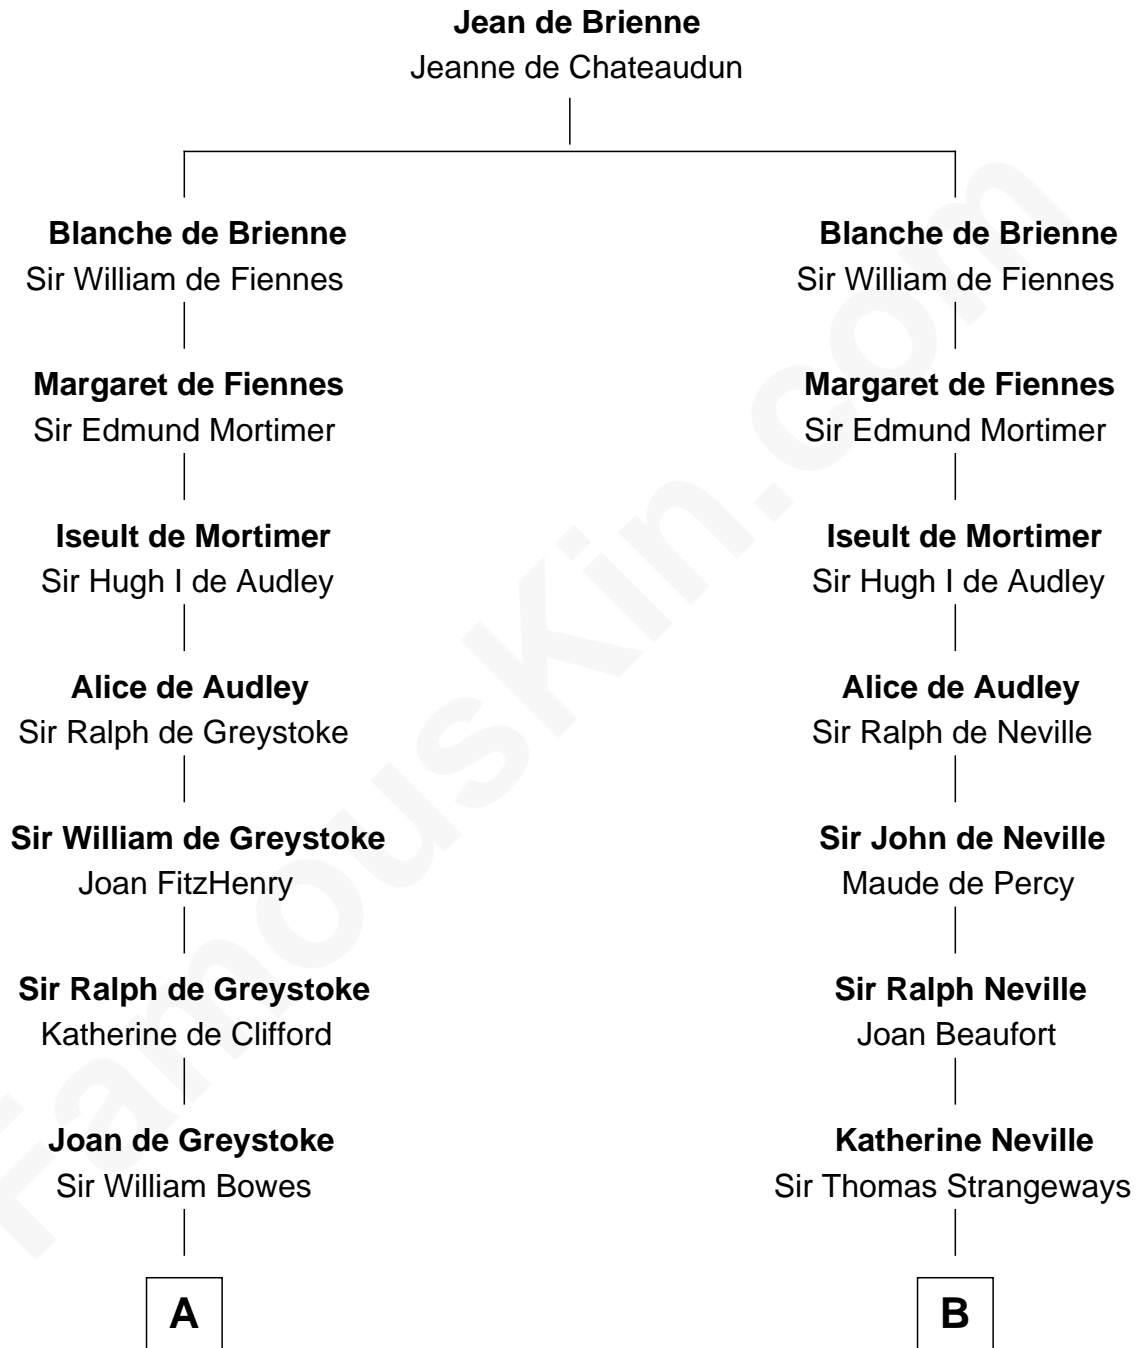 Jean de Brienne
Jeanne de Chateaudun
Blanche de Brienne
Sir William de Fiennes
Margaret de Fiennes
Sir Edmund Mortimer
Iseult de Mortimer
Sir Hugh I de Audley
Alice de Audley
Sir Ralph de Greystoke
Sir William de Greystoke
Joan FitzHenry
Sir Ralph de Greystoke
Katherine de Clifford
Joan de Greystoke
Sir William Bowes
A
Blanche de Brienne
Sir William de Fiennes
Margaret de Fiennes
Sir Edmund Mortimer
Iseult de Mortimer
Sir Hugh I de Audley
Alice de Audley
Sir Ralph de Neville
Sir John de Neville
Maude de Percy
Sir Ralph Neville
Joan Beaufort
Katherine Neville
Sir Thomas Strangeways
B
FamousKin.com